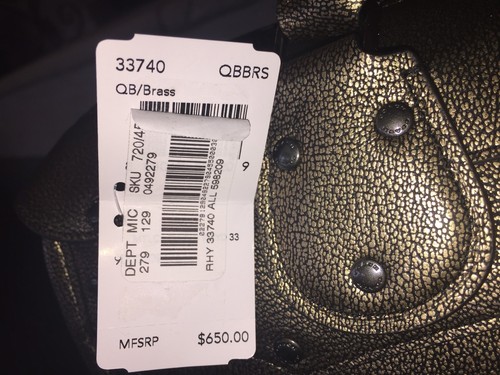 33740 QBBRS
QB/Brass
9
DEPT MIC SKU 720/4
279 129 0492279
RHY 33740 ALL 598209
33
MFSRP $650.00